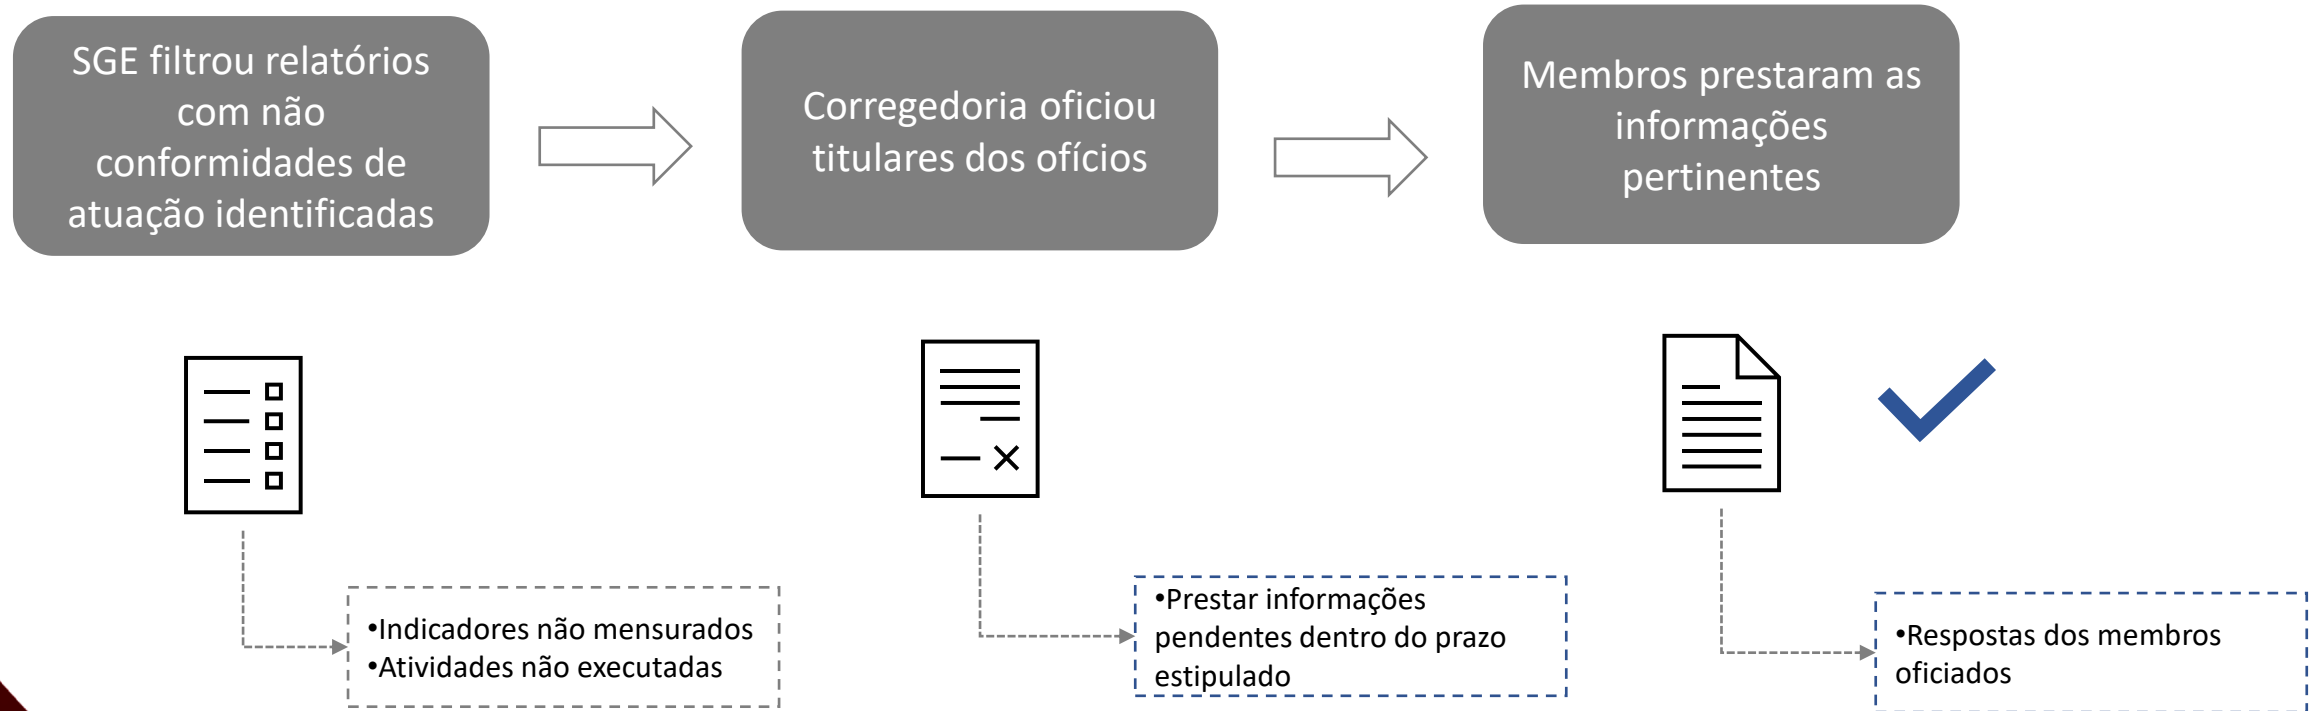 SGE filtrou relatórios
com não
conformidades de
atuação identificadas
Corregedoria oficiou
titulares dos ofícios
Membros prestaram as
informações
pertinentes
•Indicadores não mensurados
•Atividades não executadas
•Prestar informações
pendentes dentro do prazo
estipulado
•Respostas dos membros
oficiados